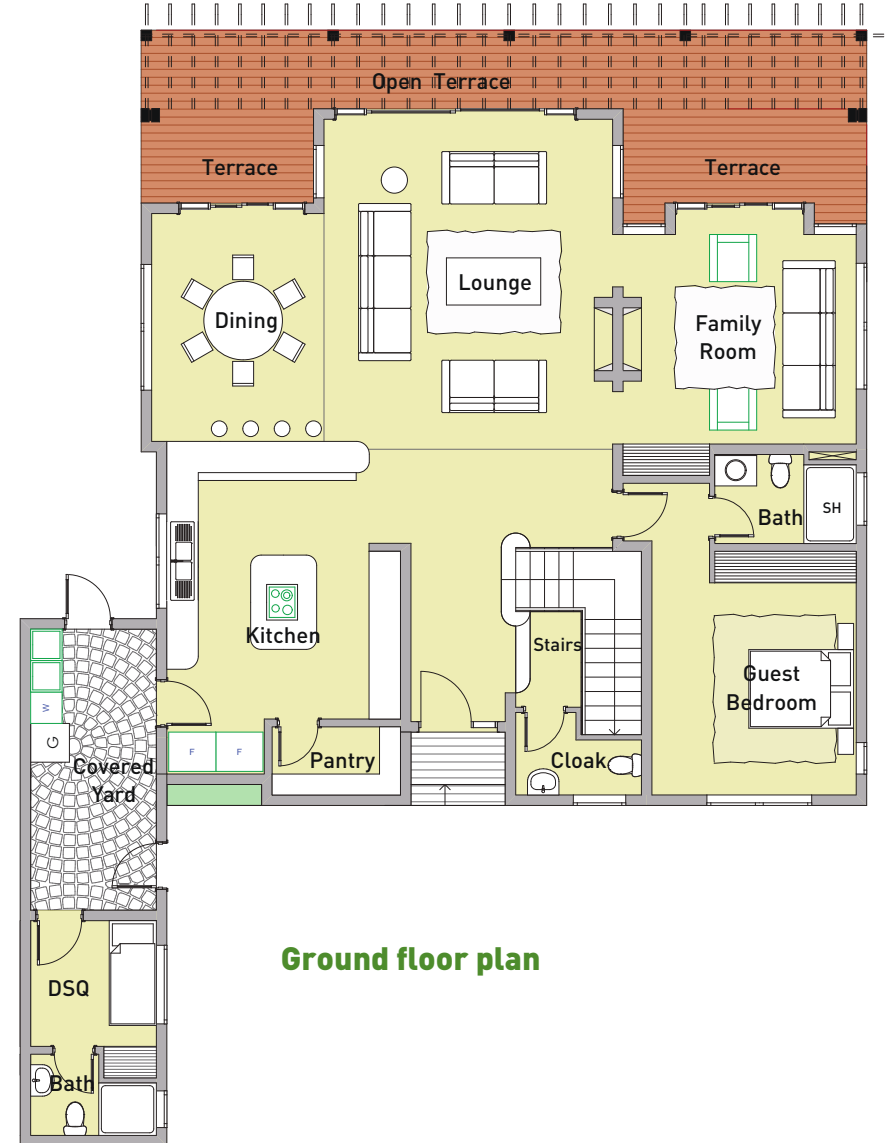 Open Terrace
Terrace
Terrace
Lounge
Dining
Family
Room
Bath
SH
Kitchen
Stairs
Guest
Bedroom
W
G
F
F
Pantry
Cloak
Covered
Yard
Ground floor plan
DSQ
Bath